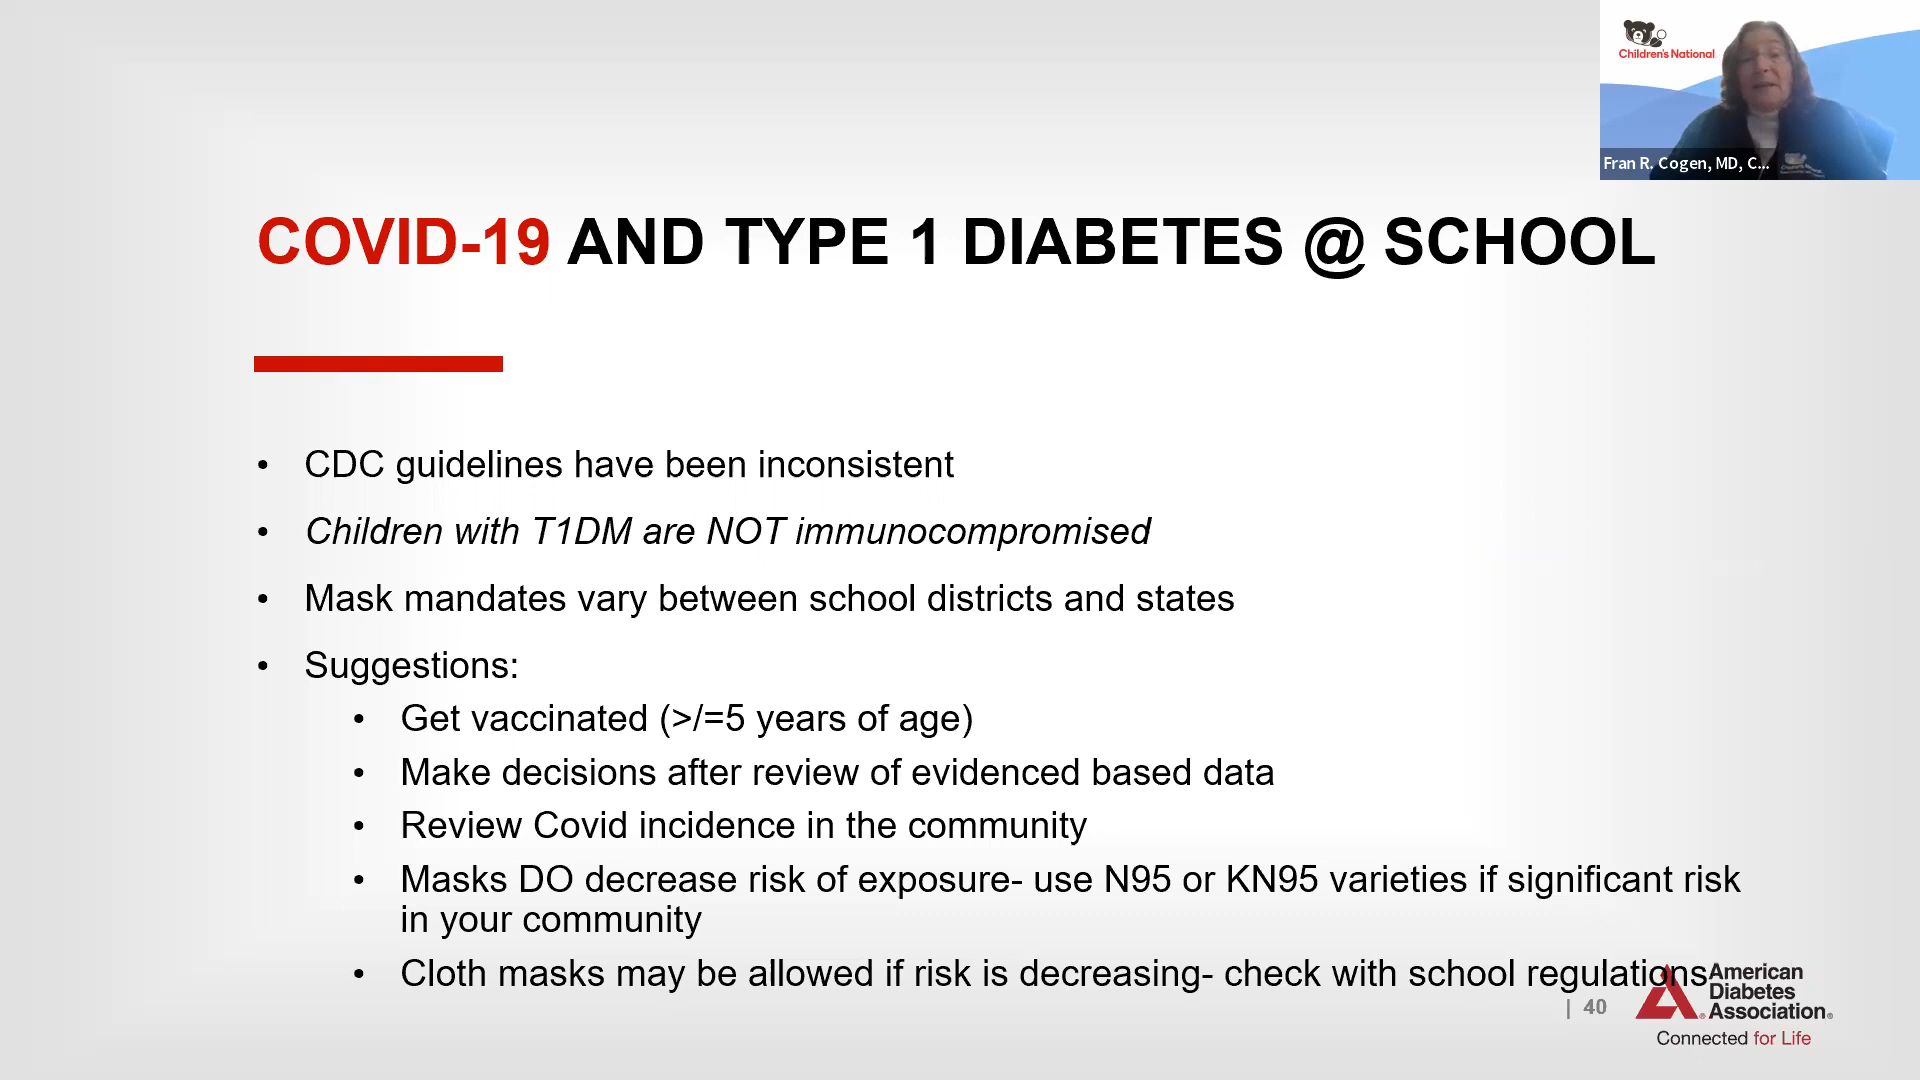 Children's National
Fran R. Cogen, MD, C...
COVID-19 AND TYPE 1 DIABETES @ SCHOOL
• CDC guidelines have been inconsistent
• Children with T1DM are NOT immunocompromised
• Mask mandates vary between school districts and states
• Suggestions:
• Get vaccinated (>/=5 years of age)
• Make decisions after review of evidenced based data
• Review Covid incidence in the community
• Masks DO decrease risk of exposure- use N95 or KN95 varieties if significant risk
in your community
• Cloth masks may be allowed if risk is decreasing- check with school regulations
| 40
American
Diabetes
Association®
Connected for Life